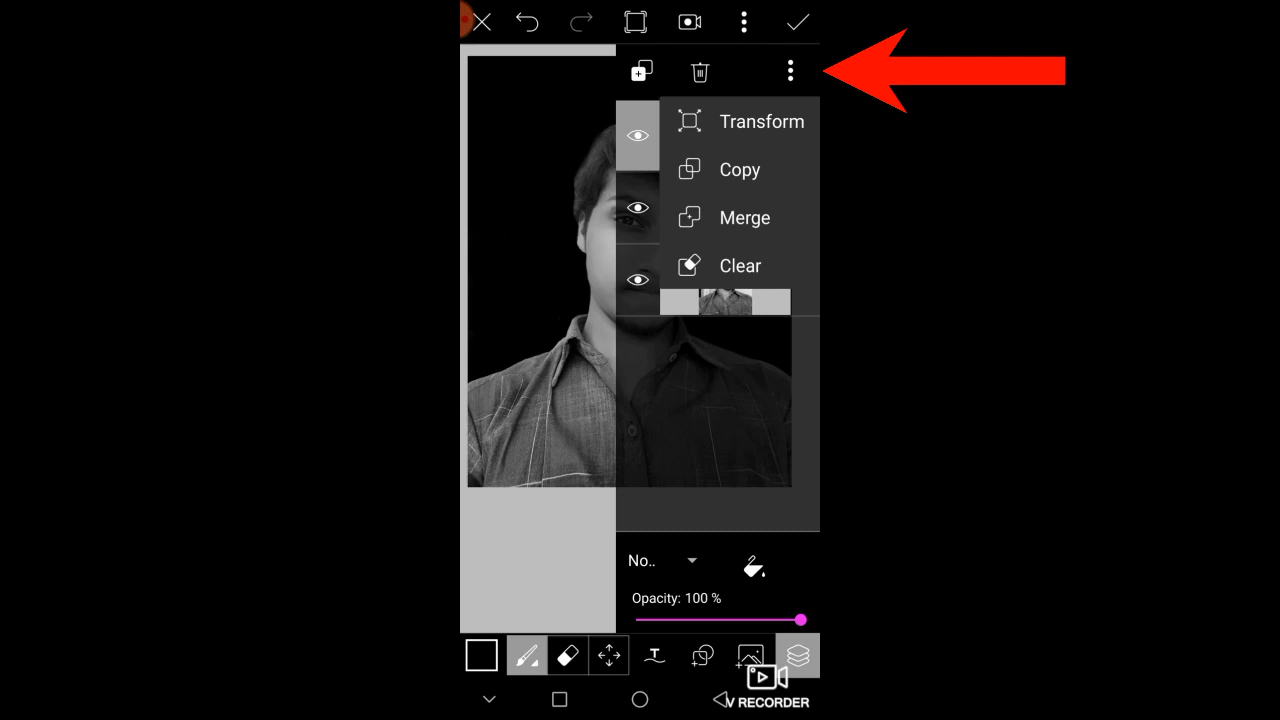 Transform
Copy
Merge
Clear
No..
Opacity: 100 %
T
V RECORDER